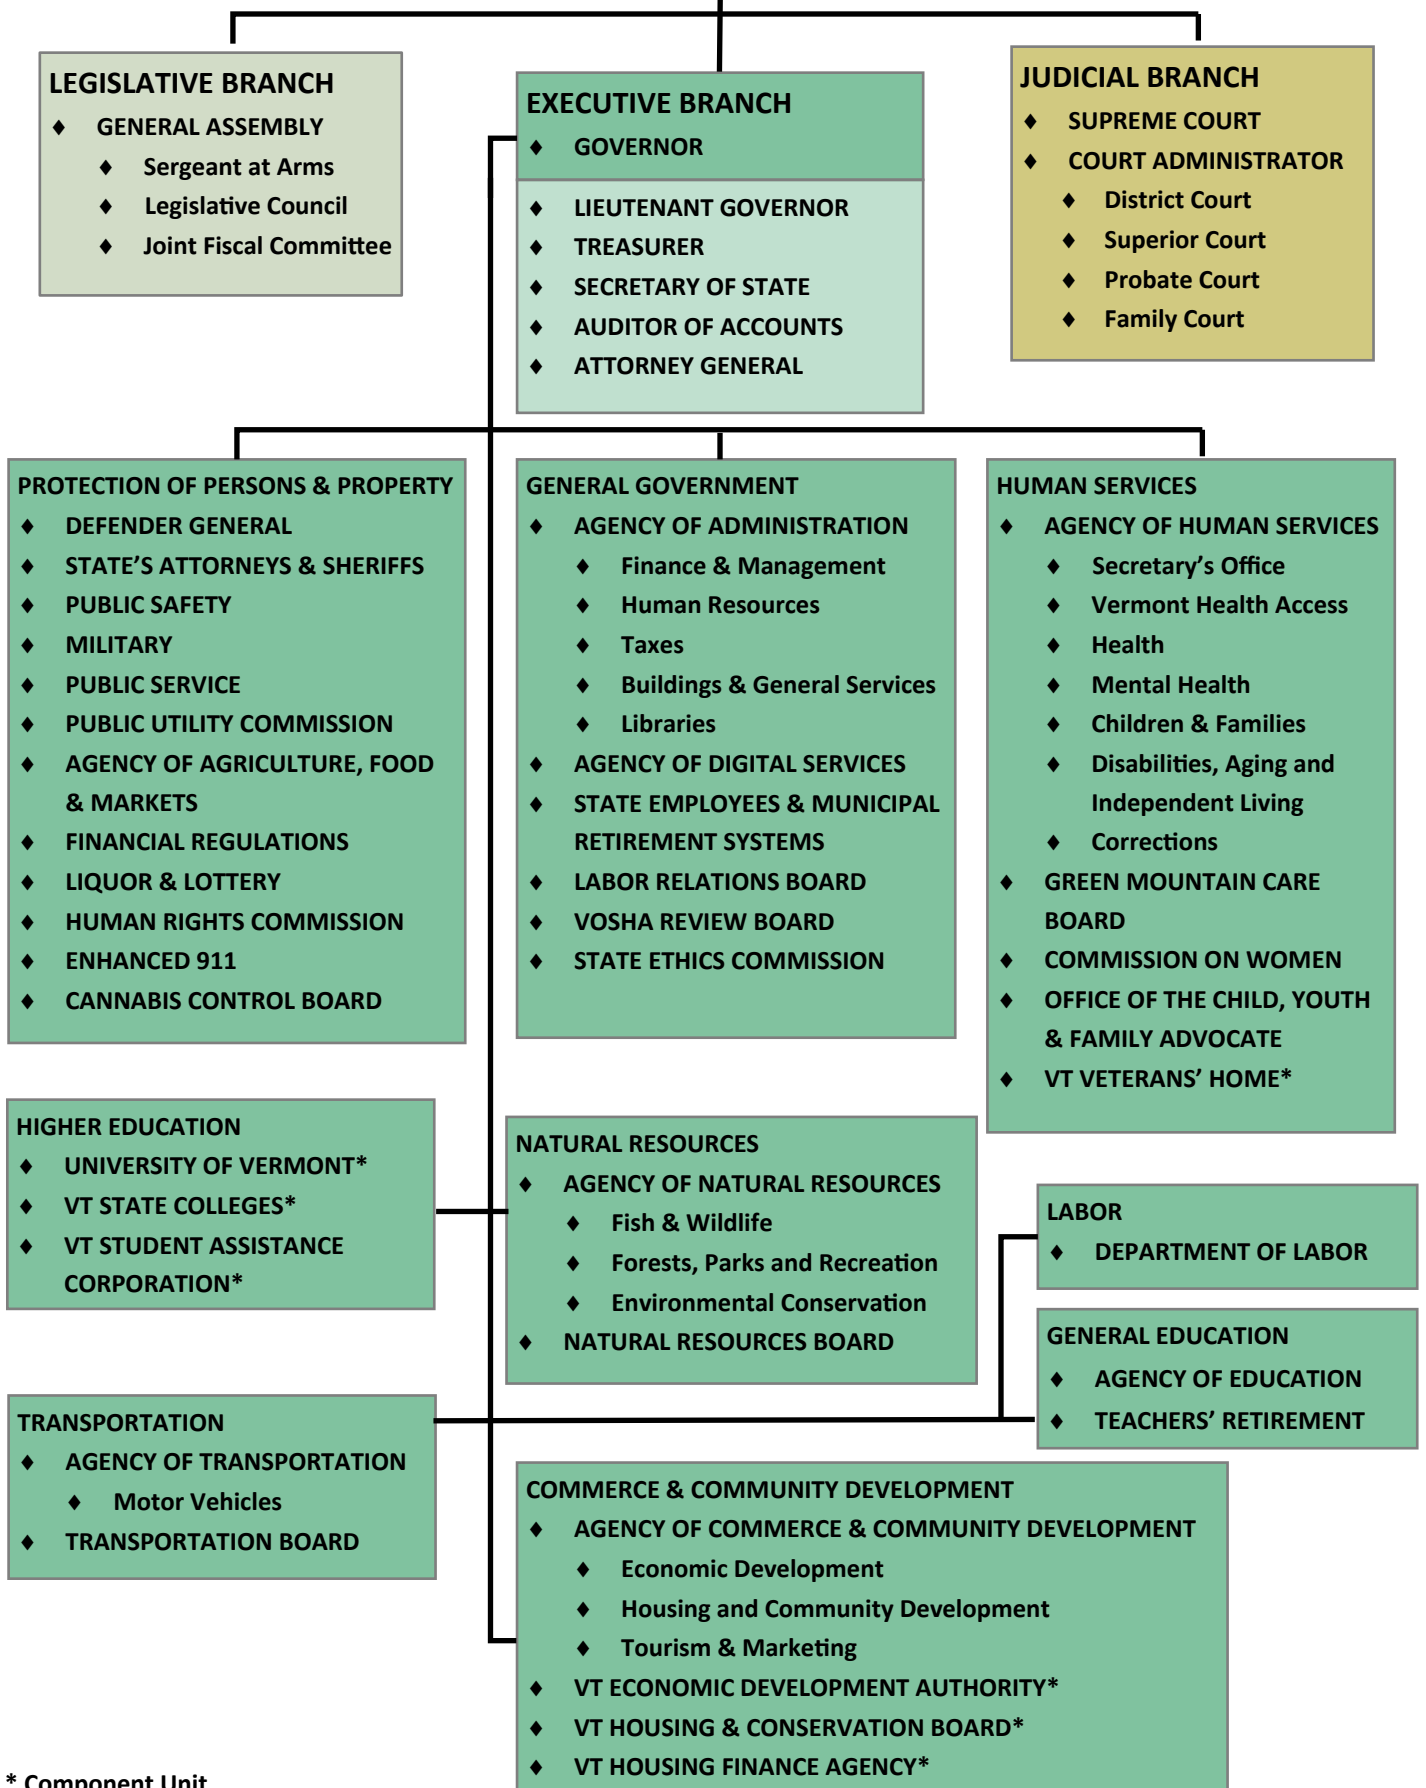 LEGISLATIVE BRANCH
♦ GENERAL ASSEMBLY
♦ Sergeant at Arms
♦ Legislative Council
♦ Joint Fiscal Committee
EXECUTIVE BRANCH
♦ GOVERNOR
♦ LIEUTENANT GOVERNOR
♦ TREASURER
♦ SECRETARY OF STATE
♦ AUDITOR OF ACCOUNTS
♦ ATTORNEY GENERAL
JUDICIAL BRANCH
♦ SUPREME COURT
♦ COURT ADMINISTRATOR
♦ District Court
♦ Superior Court
♦ Probate Court
♦ Family Court
PROTECTION OF PERSONS & PROPERTY
♦ DEFENDER GENERAL
♦ STATE’S ATTORNEYS & SHERIFFS
♦ PUBLIC SAFETY
♦ MILITARY
♦ PUBLIC SERVICE
♦ PUBLIC UTILITY COMMISSION
♦ AGENCY OF AGRICULTURE, FOOD
& MARKETS
♦ FINANCIAL REGULATIONS
♦ LIQUOR & LOTTERY
♦ HUMAN RIGHTS COMMISSION
♦ ENHANCED 911
♦ CANNABIS CONTROL BOARD
GENERAL GOVERNMENT
♦ AGENCY OF ADMINISTRATION
♦ Finance & Management
♦ Human Resources
♦ Taxes
♦ Buildings & General Services
♦ Libraries
♦ AGENCY OF DIGITAL SERVICES
♦ STATE EMPLOYEES & MUNICIPAL
RETIREMENT SYSTEMS
♦ LABOR RELATIONS BOARD
♦ VOSHA REVIEW BOARD
♦ STATE ETHICS COMMISSION
HUMAN SERVICES
♦ AGENCY OF HUMAN SERVICES
♦ Secretary’s Office
♦ Vermont Health Access
♦ Health
♦ Mental Health
♦ Children & Families
♦ Disabilities, Aging and
Independent Living
♦ Corrections
♦ GREEN MOUNTAIN CARE
BOARD
♦ COMMISSION ON WOMEN
♦ OFFICE OF THE CHILD, YOUTH
& FAMILY ADVOCATE
♦ VT VETERANS’ HOME*
HIGHER EDUCATION
♦ UNIVERSITY OF VERMONT*
♦ VT STATE COLLEGES*
♦ VT STUDENT ASSISTANCE
CORPORATION*
NATURAL RESOURCES
♦ AGENCY OF NATURAL RESOURCES
♦ Fish & Wildlife
♦ Forests, Parks and Recreation
♦ Environmental Conservation
♦ NATURAL RESOURCES BOARD
LABOR
♦ DEPARTMENT OF LABOR
GENERAL EDUCATION
♦ AGENCY OF EDUCATION
♦ TEACHERS’ RETIREMENT
TRANSPORTATION
♦ AGENCY OF TRANSPORTATION
♦ Motor Vehicles
♦ TRANSPORTATION BOARD
COMMERCE & COMMUNITY DEVELOPMENT
♦ AGENCY OF COMMERCE & COMMUNITY DEVELOPMENT
♦ Economic Development
♦ Housing and Community Development
♦ Tourism & Marketing
♦ VT ECONOMIC DEVELOPMENT AUTHORITY*
♦ VT HOUSING & CONSERVATION BOARD*
♦ VT HOUSING FINANCE AGENCY*
* Component Unit